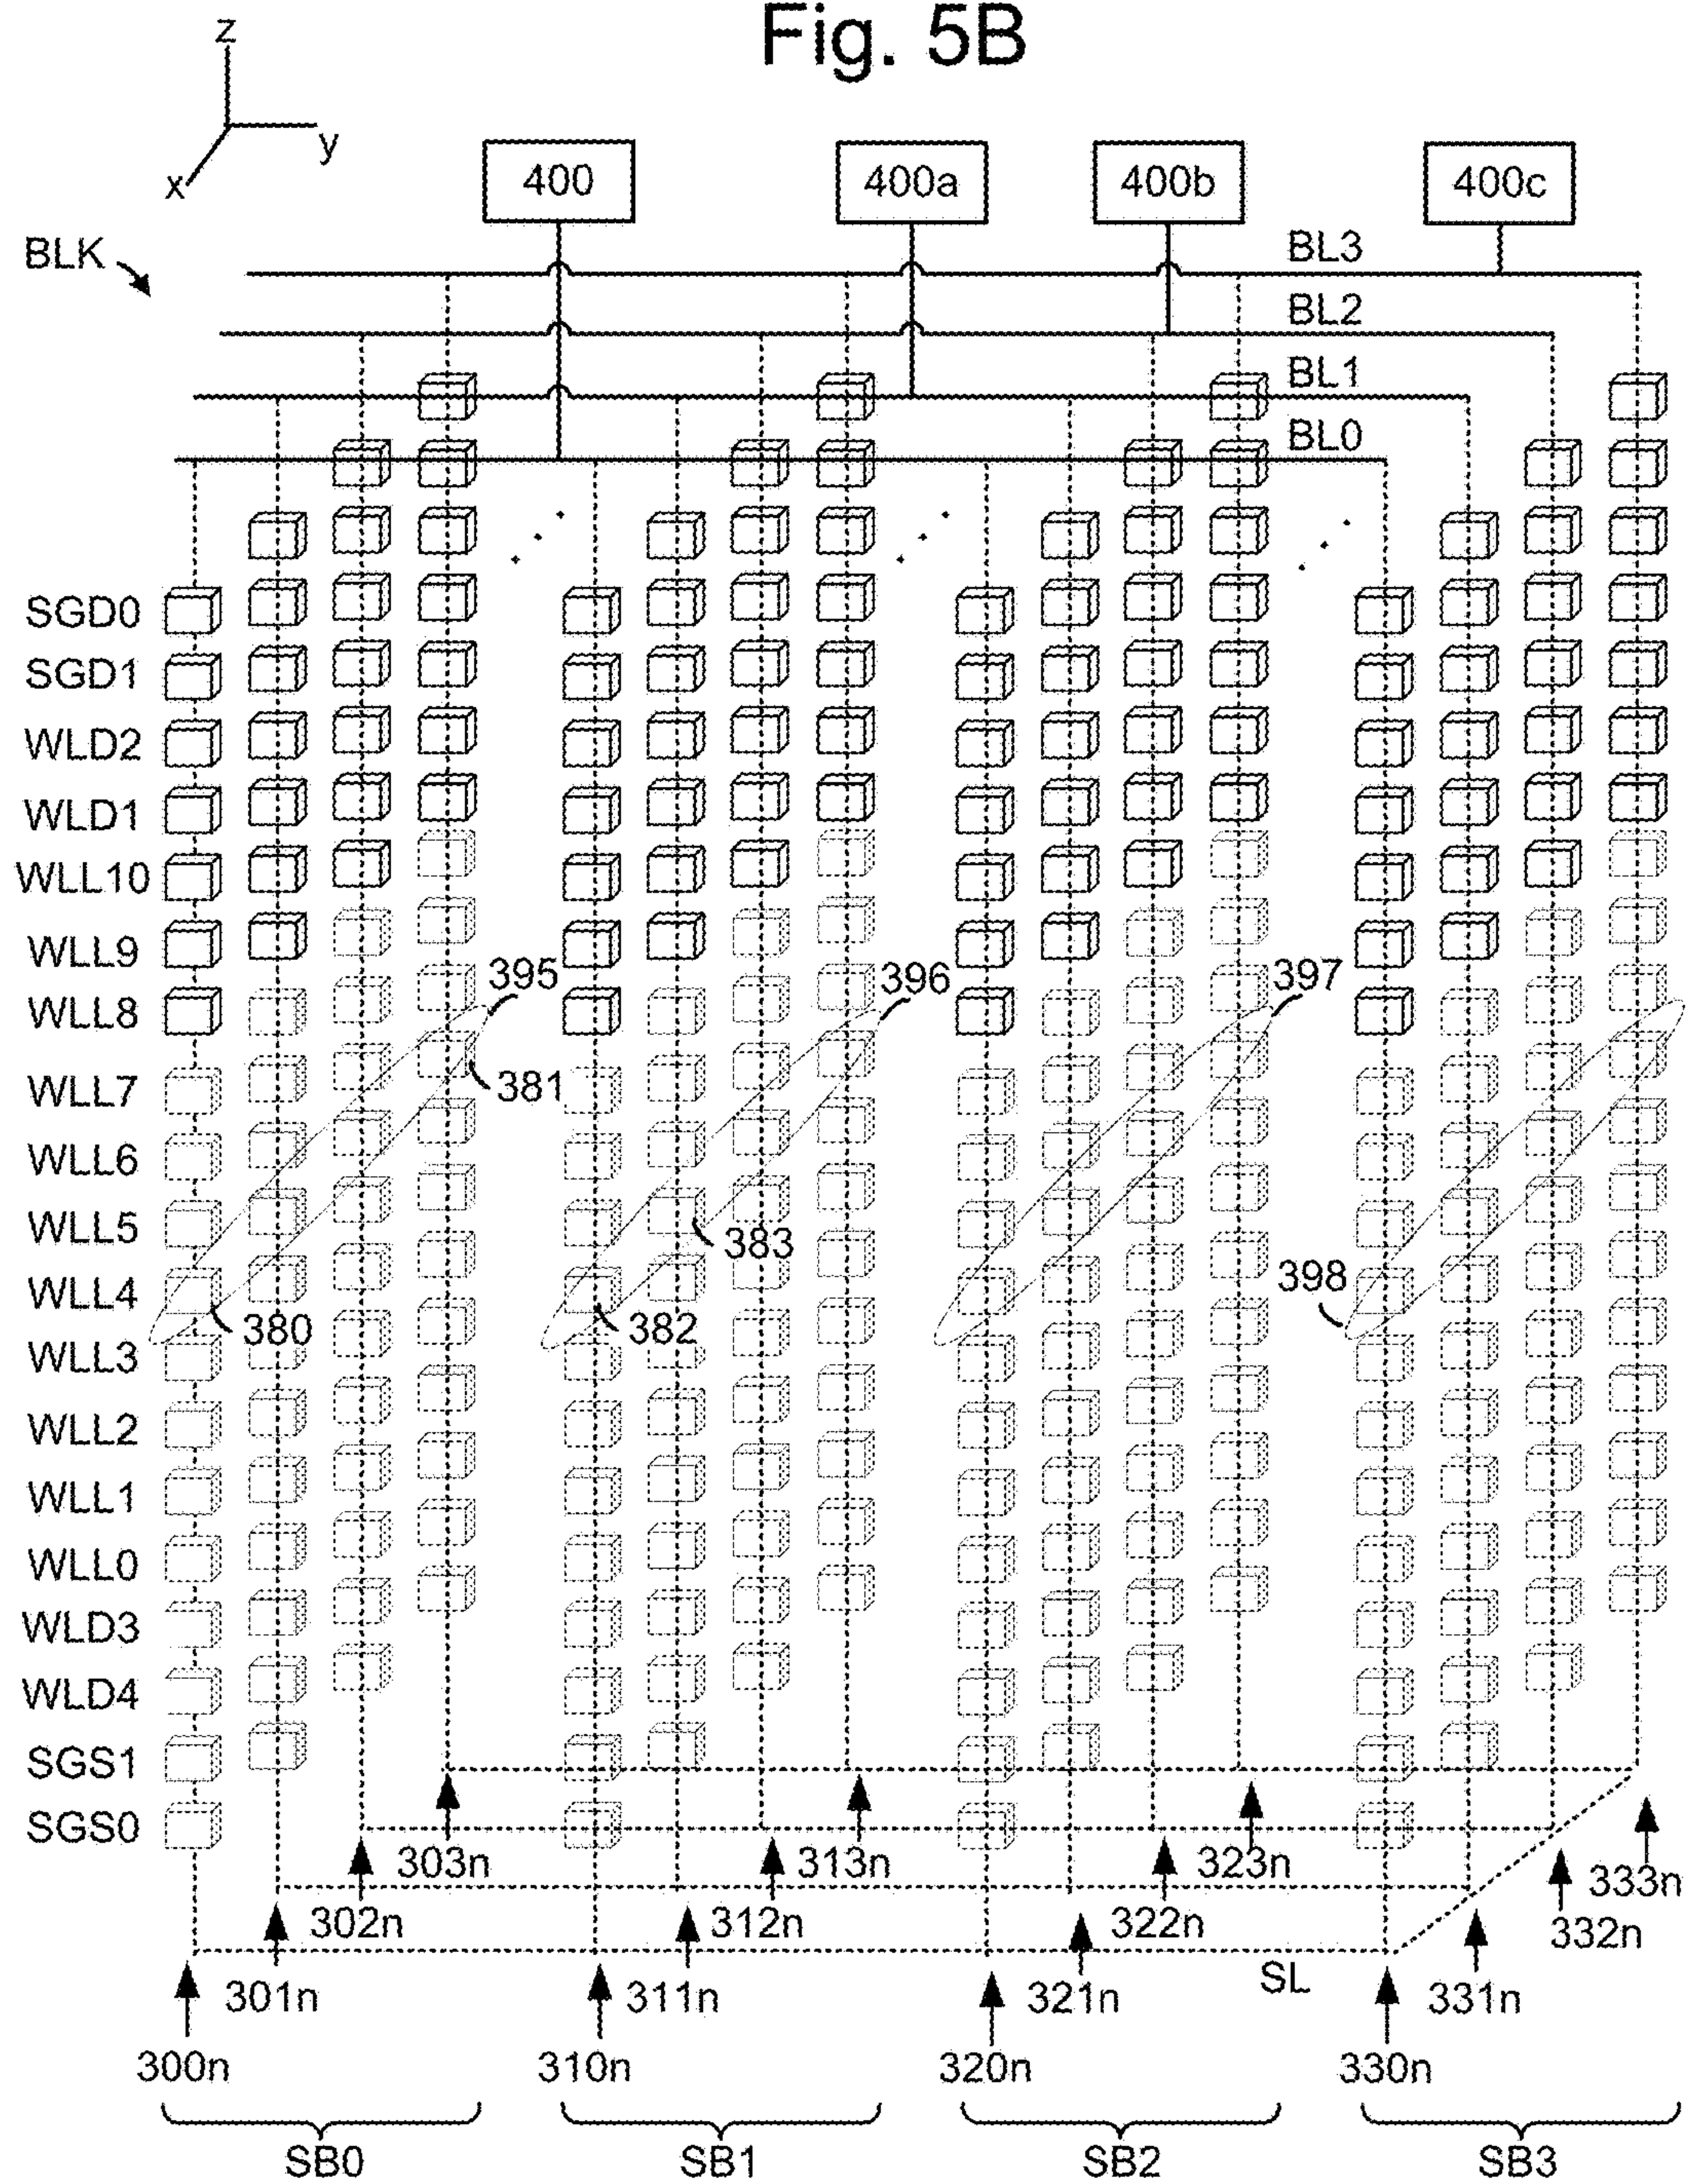 Fig. 5B
z
y
x
400 400a 400b 400c
BLK
BL3
BL2
BL1
BL0
SGD0
SGD1
WLD2
WLD1
WLL10
WLL9
395 396 397
WLL8
381
WLL7
WLL6
WLL5
383
WLL4
398
380 382
WLL3
WLL2
WLL1
WLL0
WLD3
WLD4
SGS1
SGS0
303n 313n 323n 333n
302n 312n 322n 332n
SL
301n 311n 321n 331n
300n 310n 320n 330n
SB0 SB1 SB2 SB3